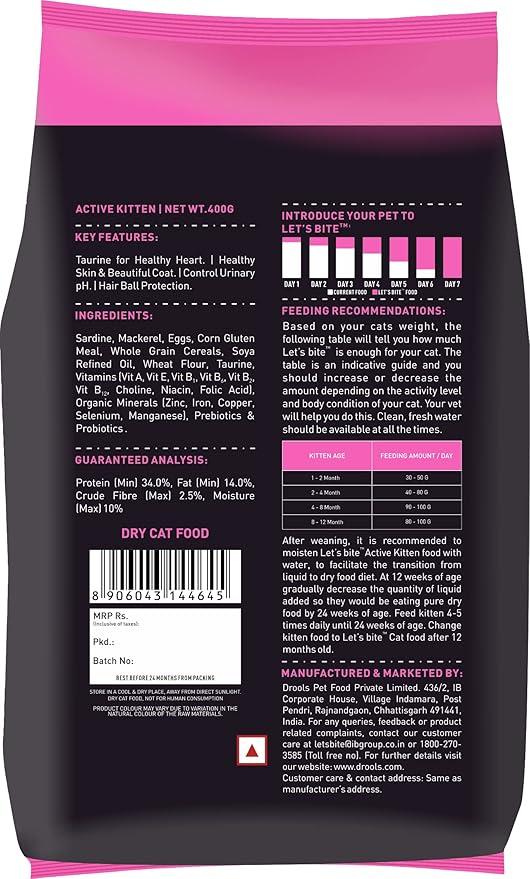 ACTIVE KITTEN | NET WT.400G
KEY FEATURES:
Taurine for Healthy Heart. | Healthy
Skin & Beautiful Coat. | Control Urinary
pH. | Hair Ball Protection.
INGREDIENTS:
Sardine, Mackerel, Eggs, Corn Gluten
Meal, Whole Grain Cereals, Soya
Refined Oil, Wheat Flour, Taurine,
Vitamins (Vit A, Vit E, Vit B1, Vit B6, Vit B2,
Vit B12, Choline, Niacin, Folic Acid),
Organic Minerals (Zinc, Iron, Copper,
Selenium, Manganese), Prebiotics &
Probiotics .
GUARANTEED ANALYSIS:
Protein (Min) 34.0%, Fat (Min) 14.0%,
Crude Fibre (Max) 2.5%, Moisture
(Max) 10%
DRY CAT FOOD
8 906043 144645
MRP Rs.
(Inclusive of taxes):
Pkd.:
Batch No:
BEST BEFORE 24 MONTHS FROM PACKING
STORE IN A COOL & DRY PLACE, AWAY FROM DIRECT SUNLIGHT.
DRY CAT FOOD, NOT FOR HUMAN CONSUMPTION
PRODUCT COLOUR MAY VARY DUE TO VARIATION IN THE
NATURAL COLOUR OF THE RAW MATERIALS.
INTRODUCE YOUR PET TO
LET'S BITE™:
DAY 1 DAY 2 DAY 3 DAY 4 DAY 5 DAY 6 DAY 7
CURRENT FOOD LET'S BITE™ FOOD
FEEDING RECOMMENDATIONS:
Based on your cats weight, the
following table will tell you how much
Let's bite™ is enough for your cat. The
table is an indicative guide and you
should increase or decrease the
amount depending on the activity level
and body condition of your cat. Your vet
will help you do this. Clean, fresh water
should be available at all the times.
KITTEN AGE FEEDING AMOUNT / DAY
1 - 2 Month 30 - 50 G
2 - 4 Month 40 - 80 G
4 - 8 Month 90 - 100 G
8 - 12 Month 80 - 100 G
After weaning, it is recommended to
moisten Let's bite™ Active Kitten food with
water, to facilitate the transition from
liquid to dry food diet. At 12 weeks of age
gradually decrease the quantity of liquid
added so they would be eating pure dry
food by 24 weeks of age. Feed kitten 4-5
times daily until 24 weeks of age. Change
kitten food to Let's bite™ Cat food after 12
months old.
MANUFACTURED & MARKETED BY:
Drools Pet Food Private Limited. 436/2, IB
Corporate House, Village Indamara, Post
Pendri, Rajnandgaon, Chhattisgarh 491441,
India. For any queries, feedback or product
related complaints, contact our customer
care at letsbite@ibgroup.co.in or 1800-270-
3585 (Toll free no). For further details visit
our website: www.drools.com.
Customer care & contact address: Same as
manufacturer's address.